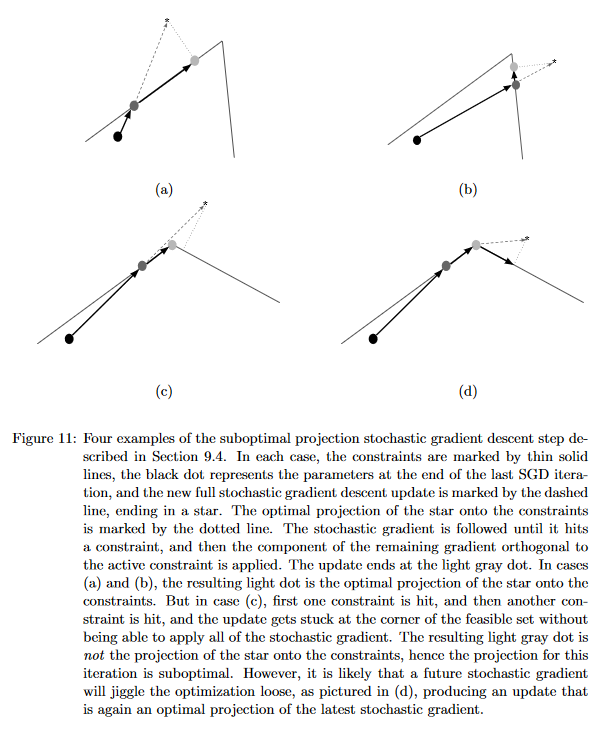 *
*
(a)
(b)
*
*
(c)
(d)
Figure 11: Four examples of the suboptimal projection stochastic gradient descent step de-
scribed in Section 9.4. In each case, the constraints are marked by thin solid
lines, the black dot represents the parameters at the end of the last SGD itera-
tion, and the new full stochastic gradient descent update is marked by the dashed
line, ending in a star. The optimal projection of the star onto the constraints
is marked by the dotted line. The stochastic gradient is followed until it hits
a constraint, and then the component of the remaining gradient orthogonal to
the active constraint is applied. The update ends at the light gray dot. In cases
(a) and (b), the resulting light dot is the optimal projection of the star onto the
constraints. But in case (c), first one constraint is hit, and then another con-
straint is hit, and the update gets stuck at the corner of the feasible set without
being able to apply all of the stochastic gradient. The resulting light gray dot is
not the projection of the star onto the constraints, hence the projection for this
iteration is suboptimal. However, it is likely that a future stochastic gradient
will jiggle the optimization loose, as pictured in (d), producing an update that
is again an optimal projection of the latest stochastic gradient.